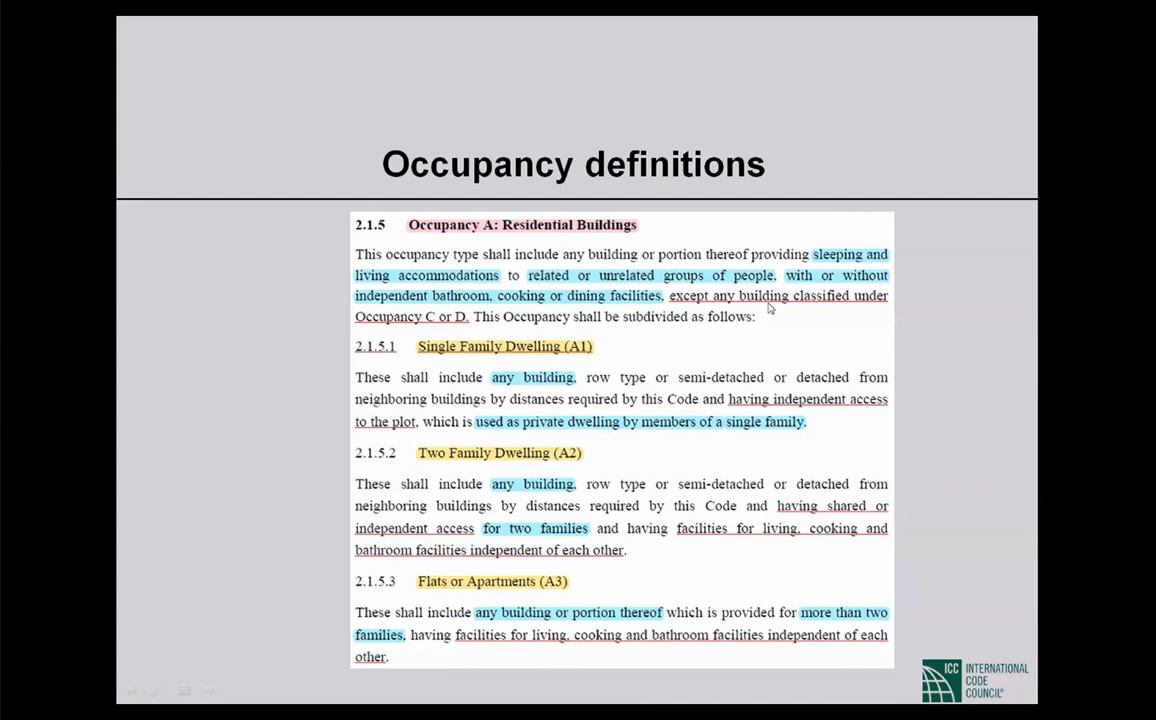 Occupancy definitions
2.1.5 Occupancy A: Residential Buildings
This occupancy type shall include any building or portion thereof providing sleeping and
living accommodations to related or unrelated groups of people, with or without
independent bathroom, cooking or dining facilities, except any building classified under
Occupancy C or D. This Occupancy shall be subdivided as follows:
2.1.5.1 Single Family Dwelling (A1)
These shall include any building, row type or semi-detached or detached from
neighboring buildings by distances required by this Code and having independent access
to the plot, which is used as private dwelling by members of a single family.
2.1.5.2 Two Family Dwelling (A2)
These shall include any building, row type or semi-detached or detached from
neighboring buildings by distances required by this Code and having shared or
independent access for two families and having facilities for living, cooking and
bathroom facilities independent of each other.
2.1.5.3 Flats or Apartments (A3)
These shall include any building or portion thereof which is provided for more than two
families, having facilities for living, cooking and bathroom facilities independent of each
other.
ICC INTERNATIONAL
CODE
COUNCIL®